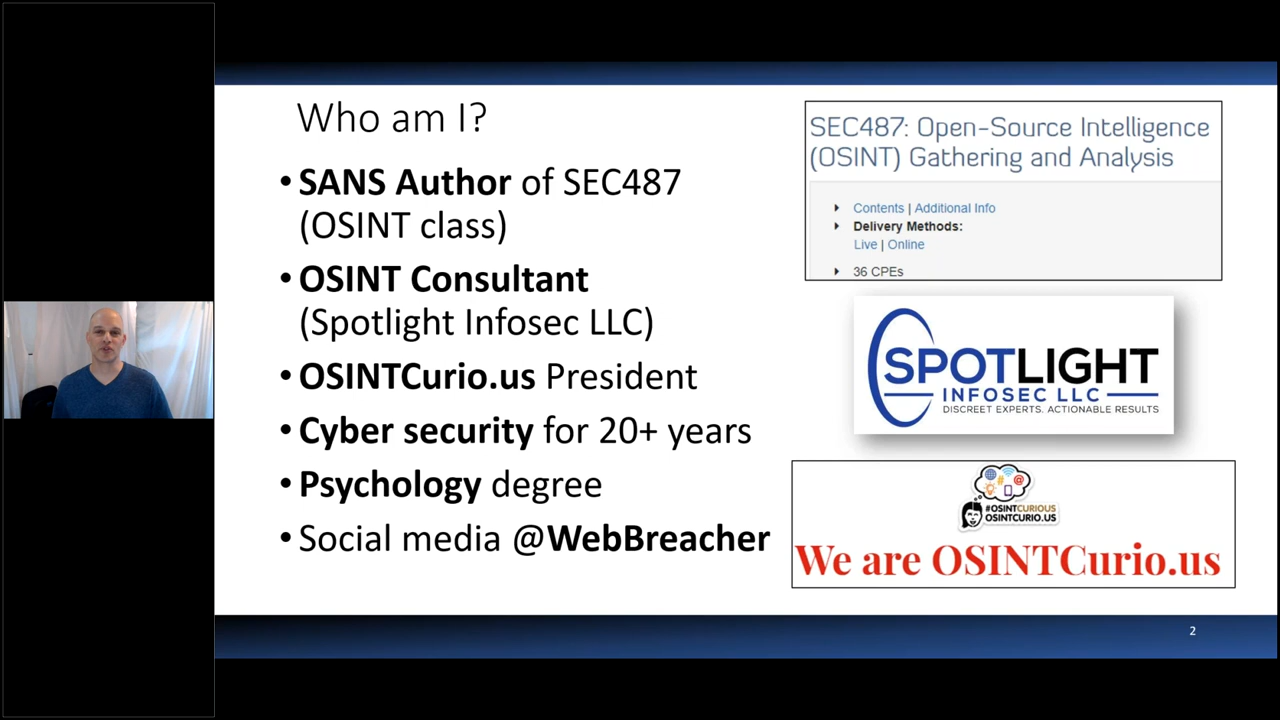 Who am I?
• SANS Author of SEC487
(OSINT class)
• OSINT Consultant
(Spotlight Infosec LLC)
• OSINTCurio.us President
• Cyber security for 20+ years
• Psychology degree
• Social media @WebBreacher
SEC487: Open-Source Intelligence
(OSINT) Gathering and Analysis
Contents | Additional Info
Delivery Methods:
Live | Online
36 CPEs
SPOTLIGHT
INFOSEC LLC
DISCREET EXPERTS. ACTIONABLE RESULTS
#OSINTCURIOUS
OSINTCURIO.US
We are OSINTCurio.us
2